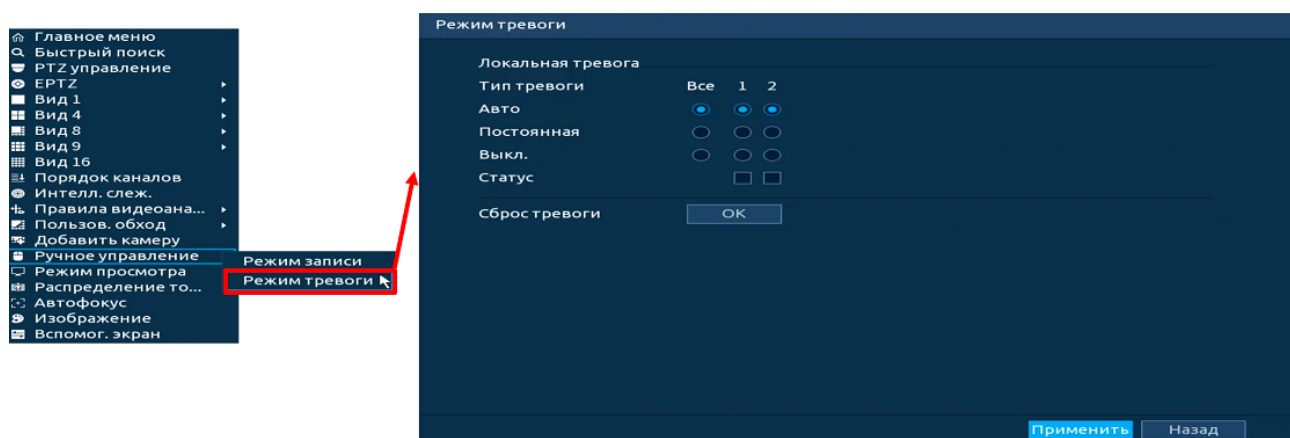 Главное меню
Быстрый поиск
PTZ управление
EPTZ
Вид 1
Вид 4
Вид 8
Вид 9
Вид 16
Порядок каналов
Интелл. слеж.
Правила видеоана...
Пользов. обход
Добавить камеру
Ручное управление
Режим просмотра
Распределение то...
Автофокус
Изображение
Вспомог. экран
Режим записи
Режим тревоги
Режим тревоги
Локальная тревога
Тип тревоги Все 1 2
Авто
Постоянная
Выкл.
Статус
Сброс тревоги OK
Применить Назад